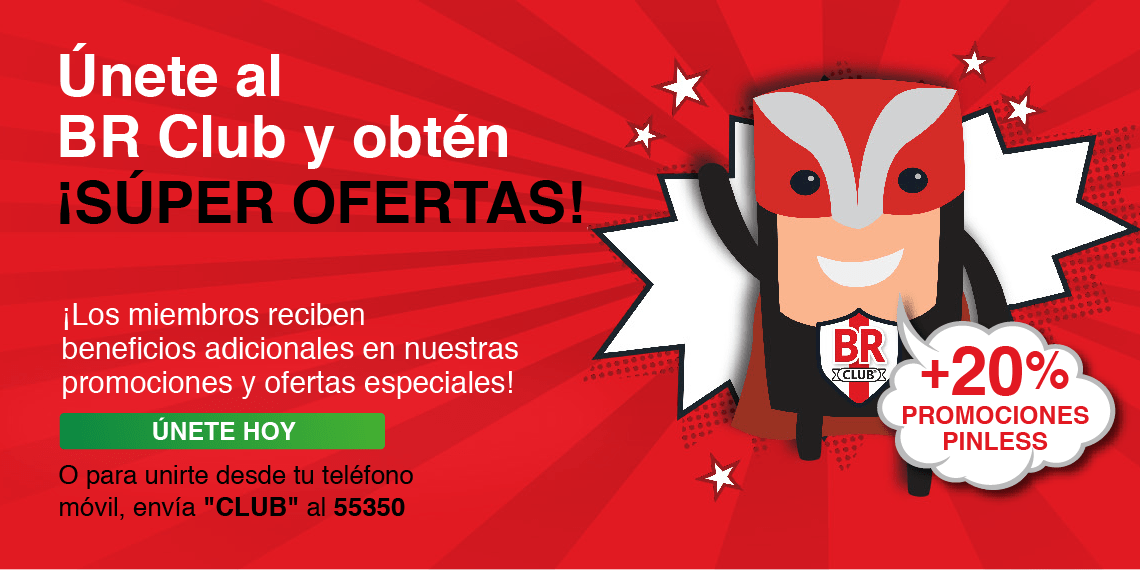 Únete al
BR Club y obtén
¡SÚPER OFERTAS!
¡Los miembros reciben
beneficios adicionales en nuestras
promociones y ofertas especiales!
ÚNETE HOY
O para unirte desde tu teléfono
móvil, envía "CLUB" al 55350
BR
CLUB
+20%
PROMOCIONES
PINLESS